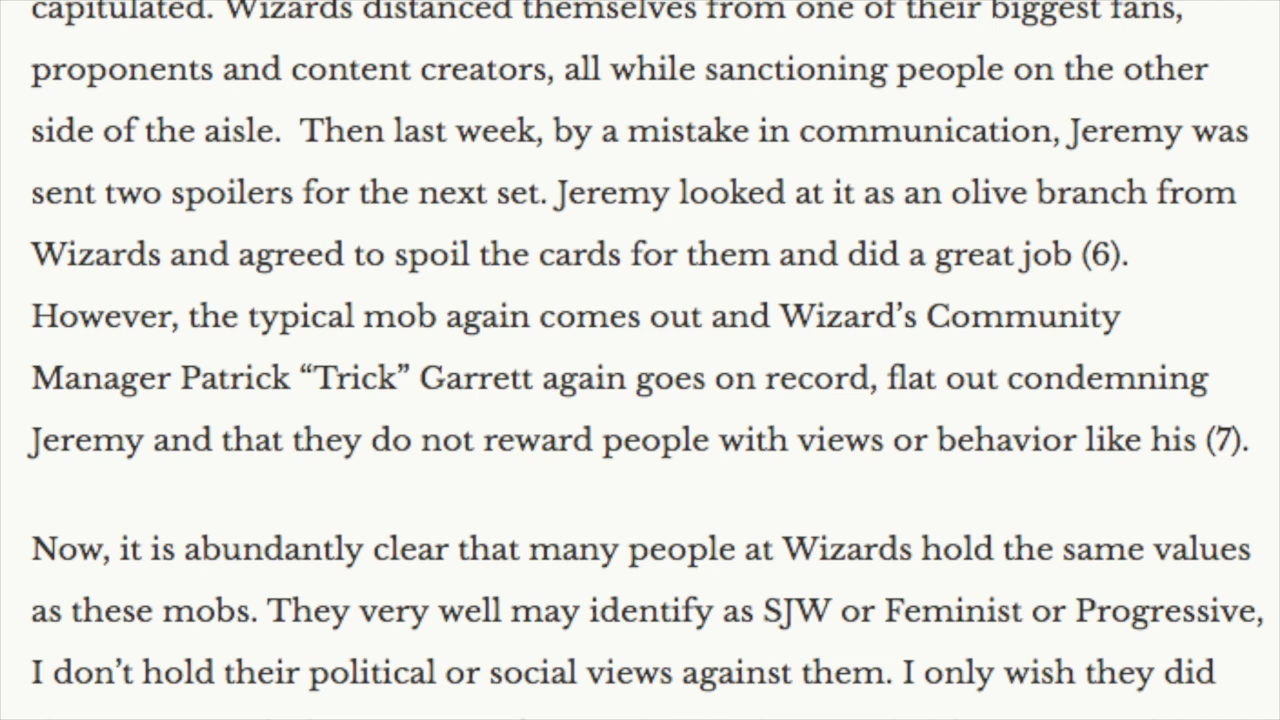 capitulated. Wizards distanced themselves from one of their biggest fans,
proponents and content creators, all while sanctioning people on the other
side of the aisle.  Then last week, by a mistake in communication, Jeremy was
sent two spoilers for the next set. Jeremy looked at it as an olive branch from
Wizards and agreed to spoil the cards for them and did a great job (6).
However, the typical mob again comes out and Wizard’s Community
Manager Patrick “Trick” Garrett again goes on record, flat out condemning
Jeremy and that they do not reward people with views or behavior like his (7).
Now, it is abundantly clear that many people at Wizards hold the same values
as these mobs. They very well may identify as SJW or Feminist or Progressive,
I don’t hold their political or social views against them. I only wish they did